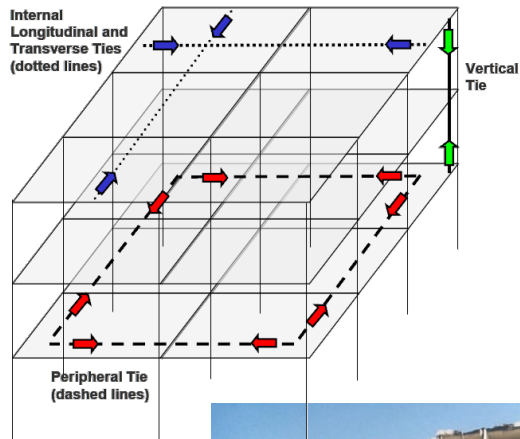 Internal
Longitudinal and
Transverse Ties
(dotted lines)
Vertical
Tie
Peripheral Tie
(dashed lines)